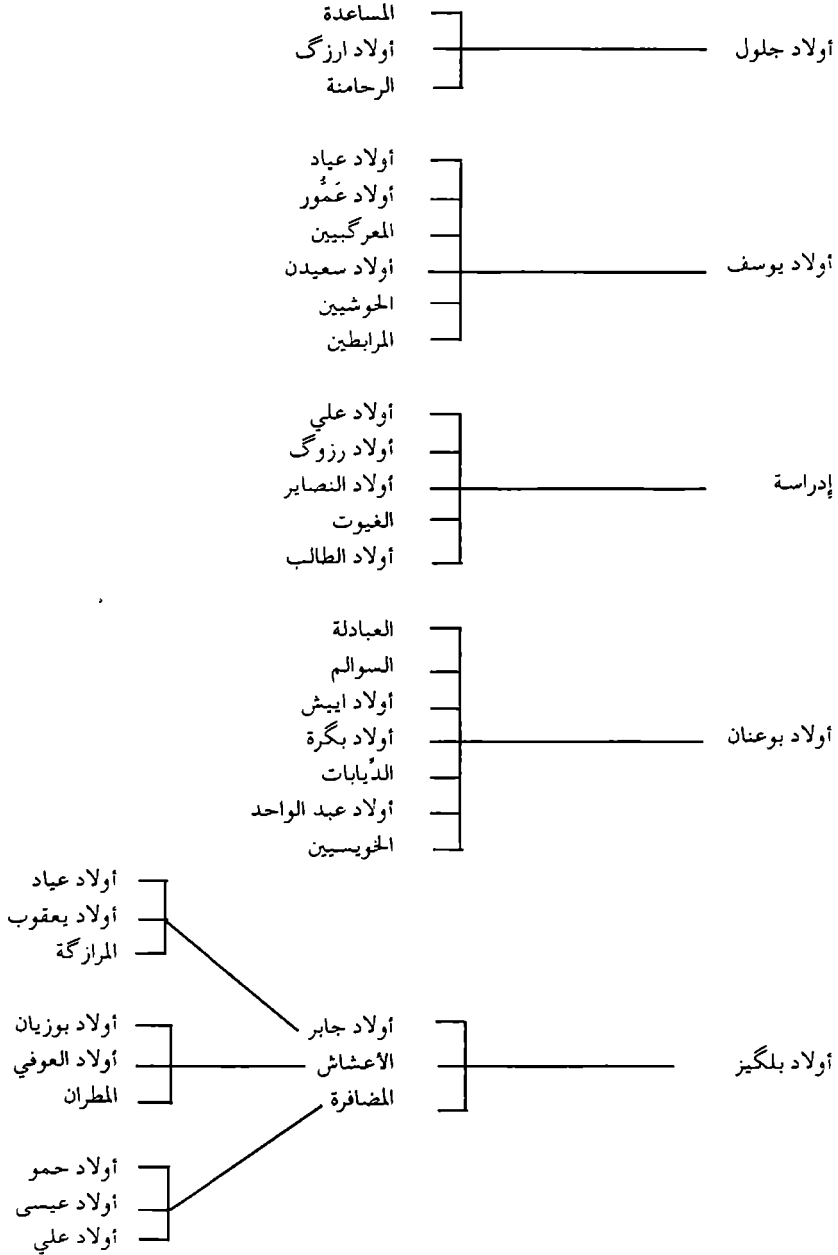 أولاد جلول
المساعدة
أولاد ارزگ
الرحامنة
أولاد يوسف
أولاد عياد
أولاد عَمُّور
المعرگبيين
أولاد سعيدن
الحوشيين
المرابطين
إدراسة
أولاد علي
أولاد رزوگ
أولاد النصاير
الغيوت
أولاد الطالب
أولاد بوعنان
العبادلة
السوالم
أولاد اييش
أولاد بگرة
الدِّيابات
أولاد عبد الواحد
الخويسيين
أولاد بلگيز
أولاد جابر
الأعشاش
المضافرة
أولاد عياد
أولاد يعقوب
المرازگة
أولاد بوزيان
أولاد العوفي
المطران
أولاد حمو
أولاد عيسى
أولاد علي